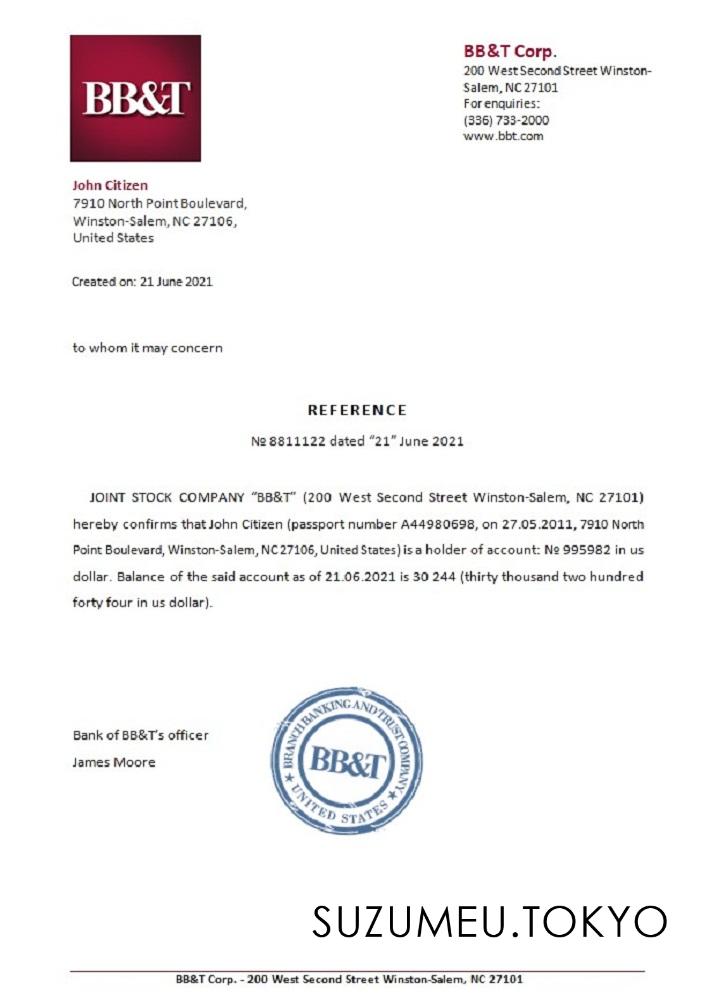 BB&T
BB&T Corp.
200 West Second Street Winston-
Salem, NC 27101
For enquiries:
(336) 733-2000
www.bbt.com
John Citizen
7910 North Point Boulevard,
Winston-Salem, NC 27106,
United States
Created on: 21 June 2021
to whom it may concern
REFERENCE
№ 8811122 dated “21” June 2021
JOINT STOCK COMPANY “BB&T” (200 West Second Street Winston-Salem, NC 27101)
hereby confirms that John Citizen (passport number A44980698, on 27.05.2011, 7910 North
Point Boulevard, Winston-Salem, NC 27106, United States) is a holder of account: № 995982 in us
dollar. Balance of the said account as of 21.06.2021 is 30 244 (thirty thousand two hundred
forty four in us dollar).
Bank of BB&T's officer
James Moore
BRANCH BANKING AND TRUST COMPANY
BB&T
★ UNITED STATES ★
SUZUMEU.TOKYO
BB&T Corp. - 200 West Second Street Winston-Salem, NC 27101